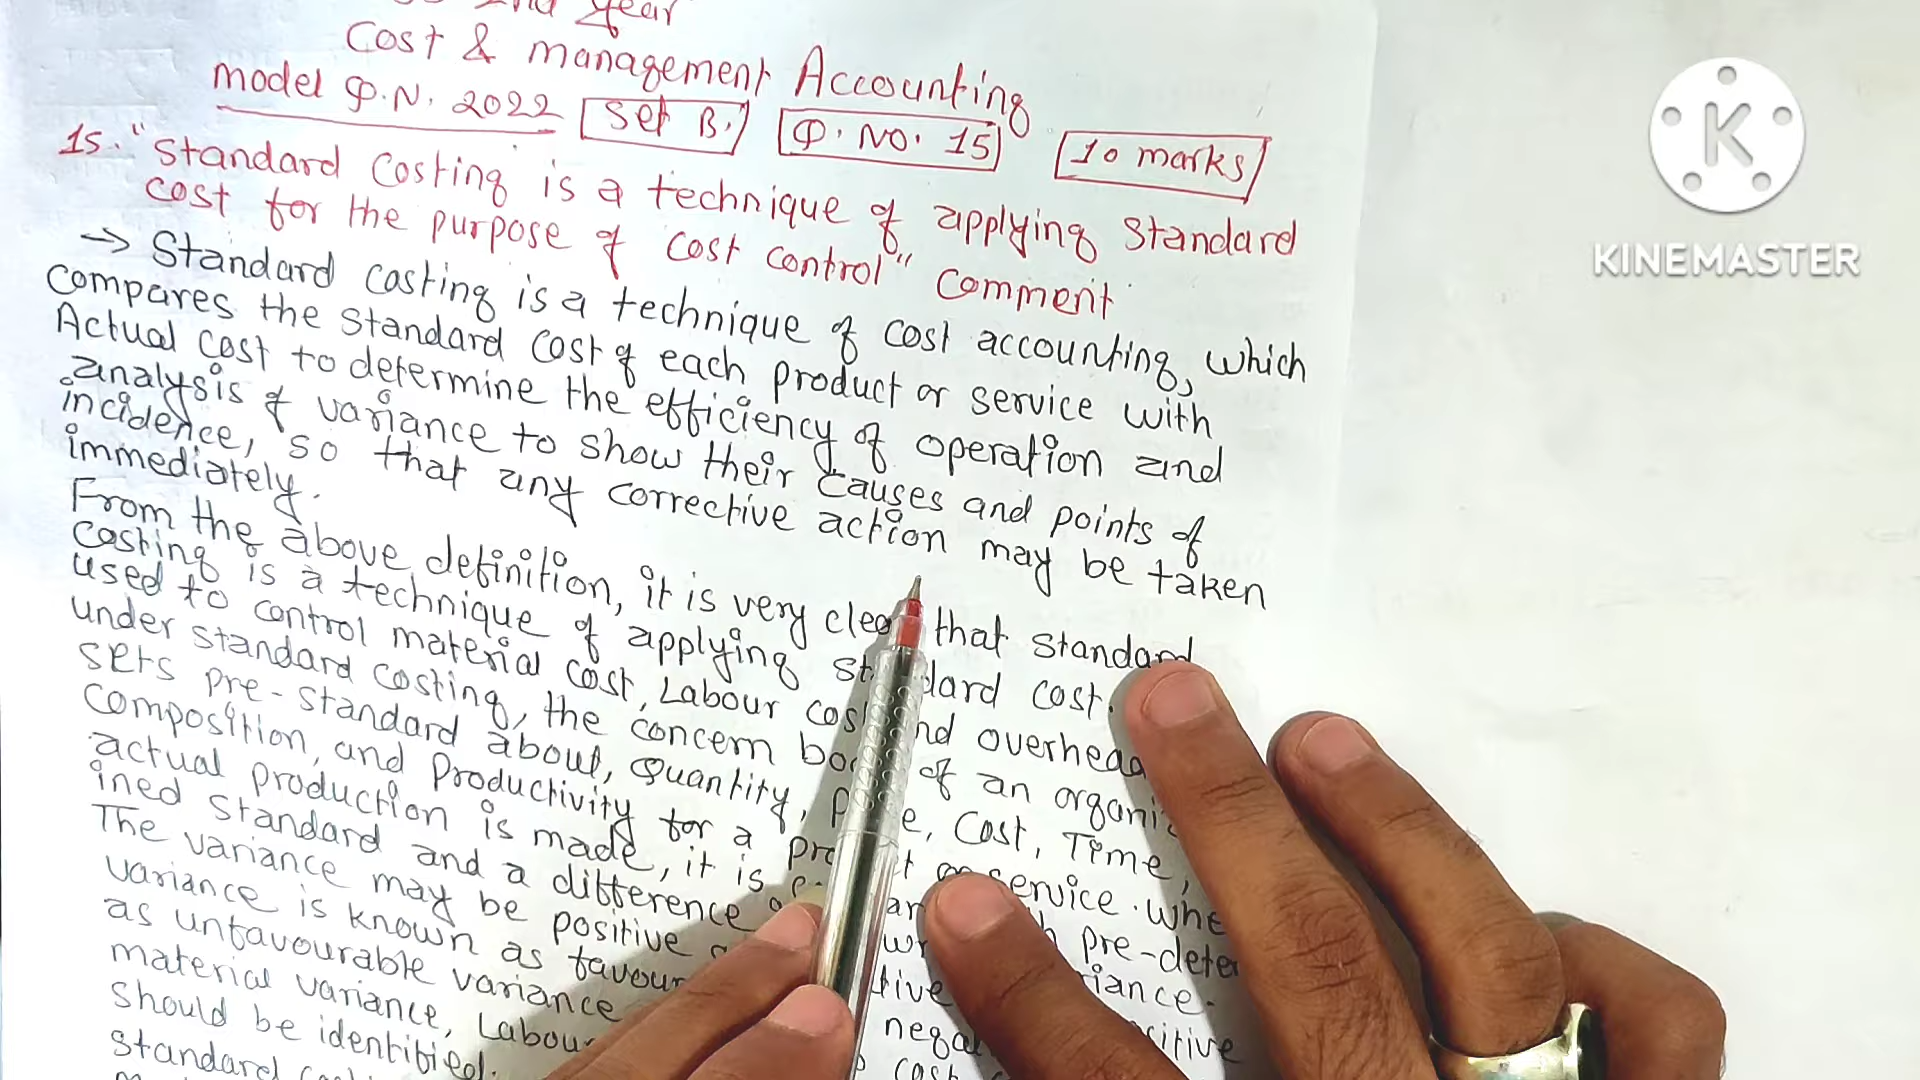 2nd year
Cost & management Accounting
model Q.N. 2022 Set B. Q. NO. 15 10 marks
15. "Standard Costing is a technique of applying standard
cost for the purpose of cost control" Comment
→ Standard costing is a technique of cost accounting, which
compares the standard cost of each product or service with
Actual cost to determine the efficiency of operation and
analysis of variance to show their causes and points of
incidence, so that any corrective action may be taken
immediately.
From the above definition, it is very clear that standard
costing is a technique of applying standard cost.
used to control material cost, Labour cost and overhead
under standard costing, the concern body of an organi
sets pre-standard about, Quantity, Price, Cost, Time,
Composition, and Productivity for a product or service. Whe
actual production is made, it is pre-deter
ined standard and a difference variance.
The variance may be positive negative sitive
variance is known as favour
as unfavourable variance
material variance, Labour
should be identified.
standard
K
KINEMASTER